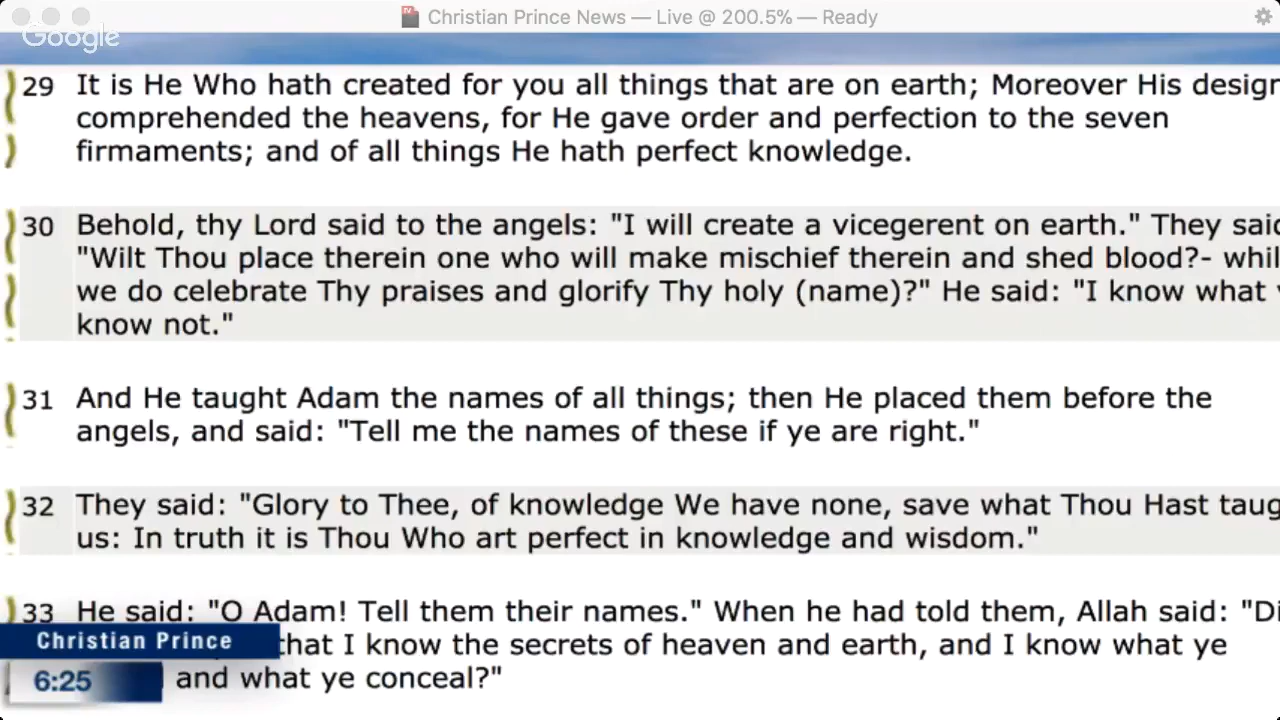 Christian Prince News — Live @ 200.5% — Ready
Google
29 It is He Who hath created for you all things that are on earth; Moreover His design
comprehended the heavens, for He gave order and perfection to the seven
firmaments; and of all things He hath perfect knowledge.
30 Behold, thy Lord said to the angels: "I will create a vicegerent on earth." They said
"Wilt Thou place therein one who will make mischief therein and shed blood?- whil
we do celebrate Thy praises and glorify Thy holy (name)?" He said: "I know what
know not."
31 And He taught Adam the names of all things; then He placed them before the
angels, and said: "Tell me the names of these if ye are right."
32 They said: "Glory to Thee, of knowledge We have none, save what Thou Hast taug
us: In truth it is Thou Who art perfect in knowledge and wisdom."
33 He said: "O Adam! Tell them their names." When he had told them, Allah said: "Di
that I know the secrets of heaven and earth, and I know what ye
and what ye conceal?"
Christian Prince
6:25